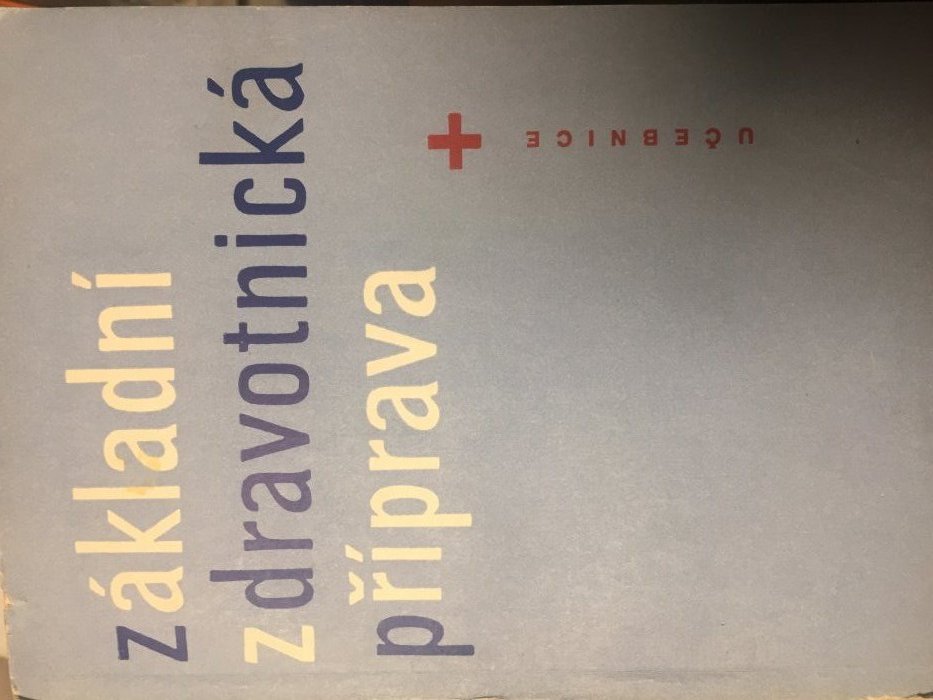 základní
zdravotnická
příprava
UČEBNICE